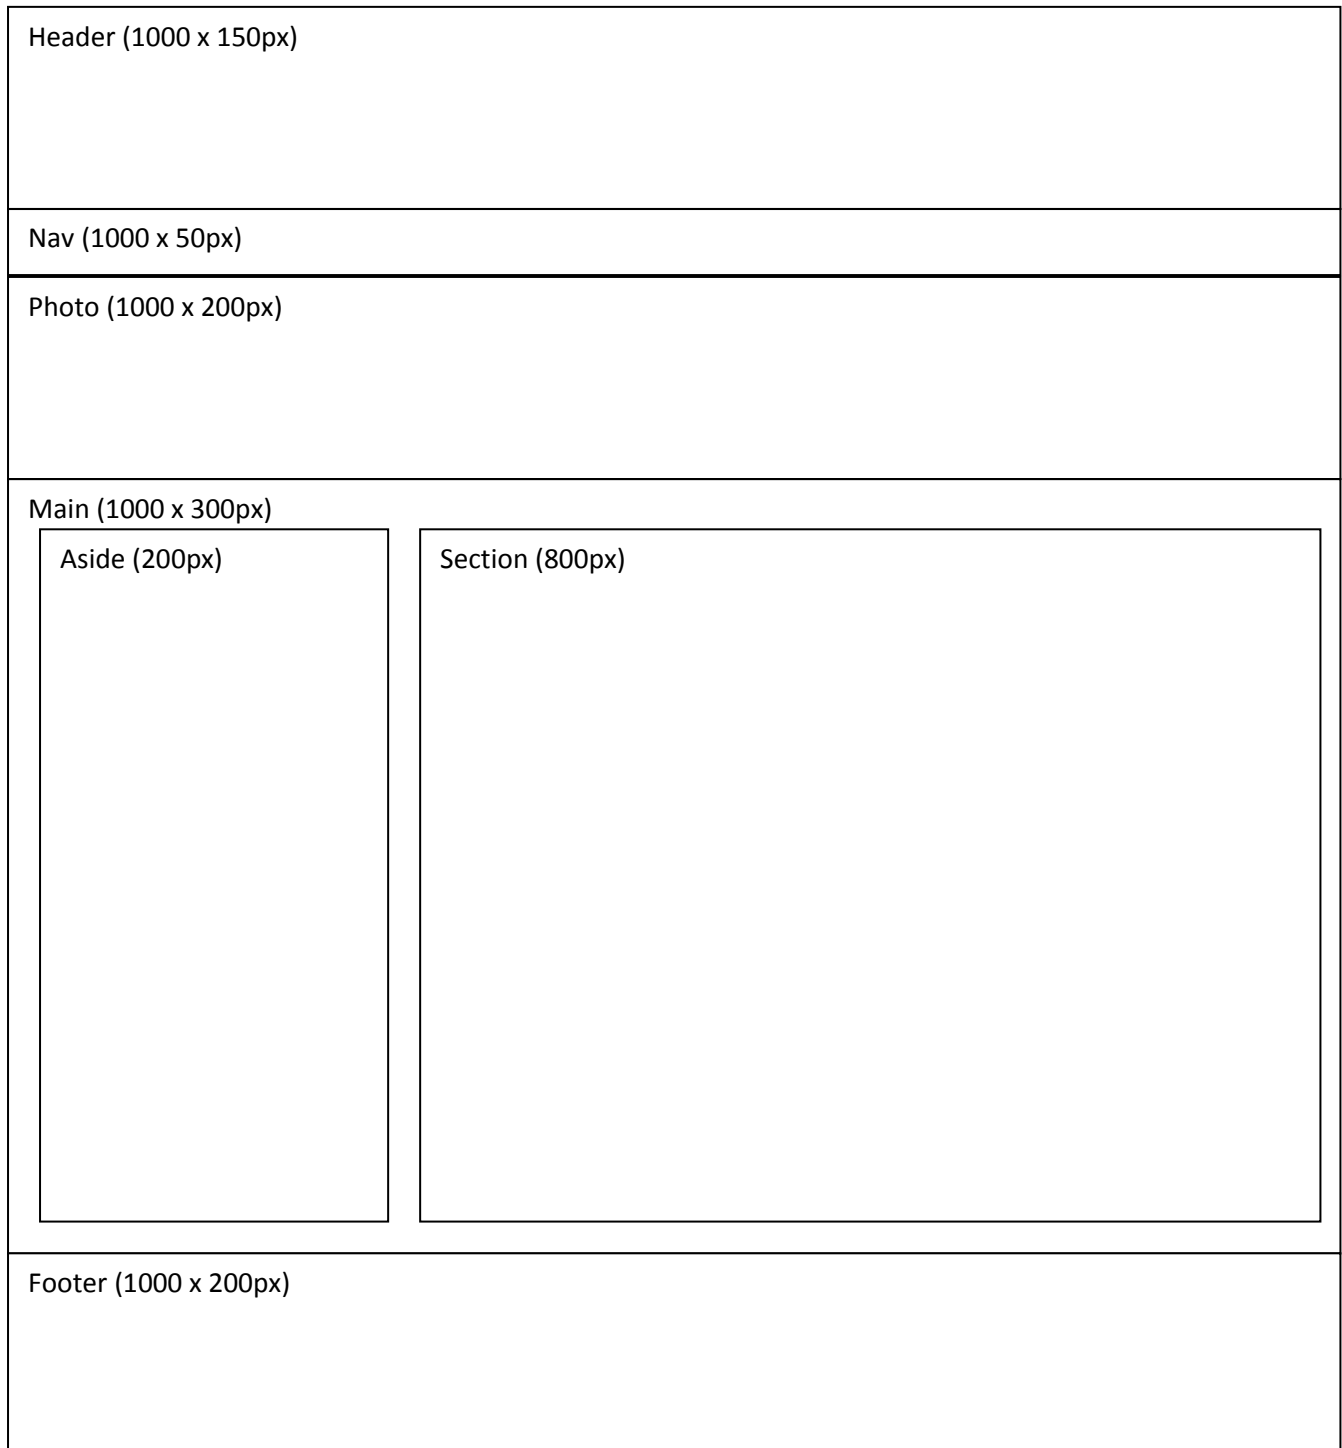 Header (1000 x 150px)
Nav (1000 x 50px)
Photo (1000 x 200px)
Main (1000 x 300px)
Aside (200px)
Section (800px)
Footer (1000 x 200px)